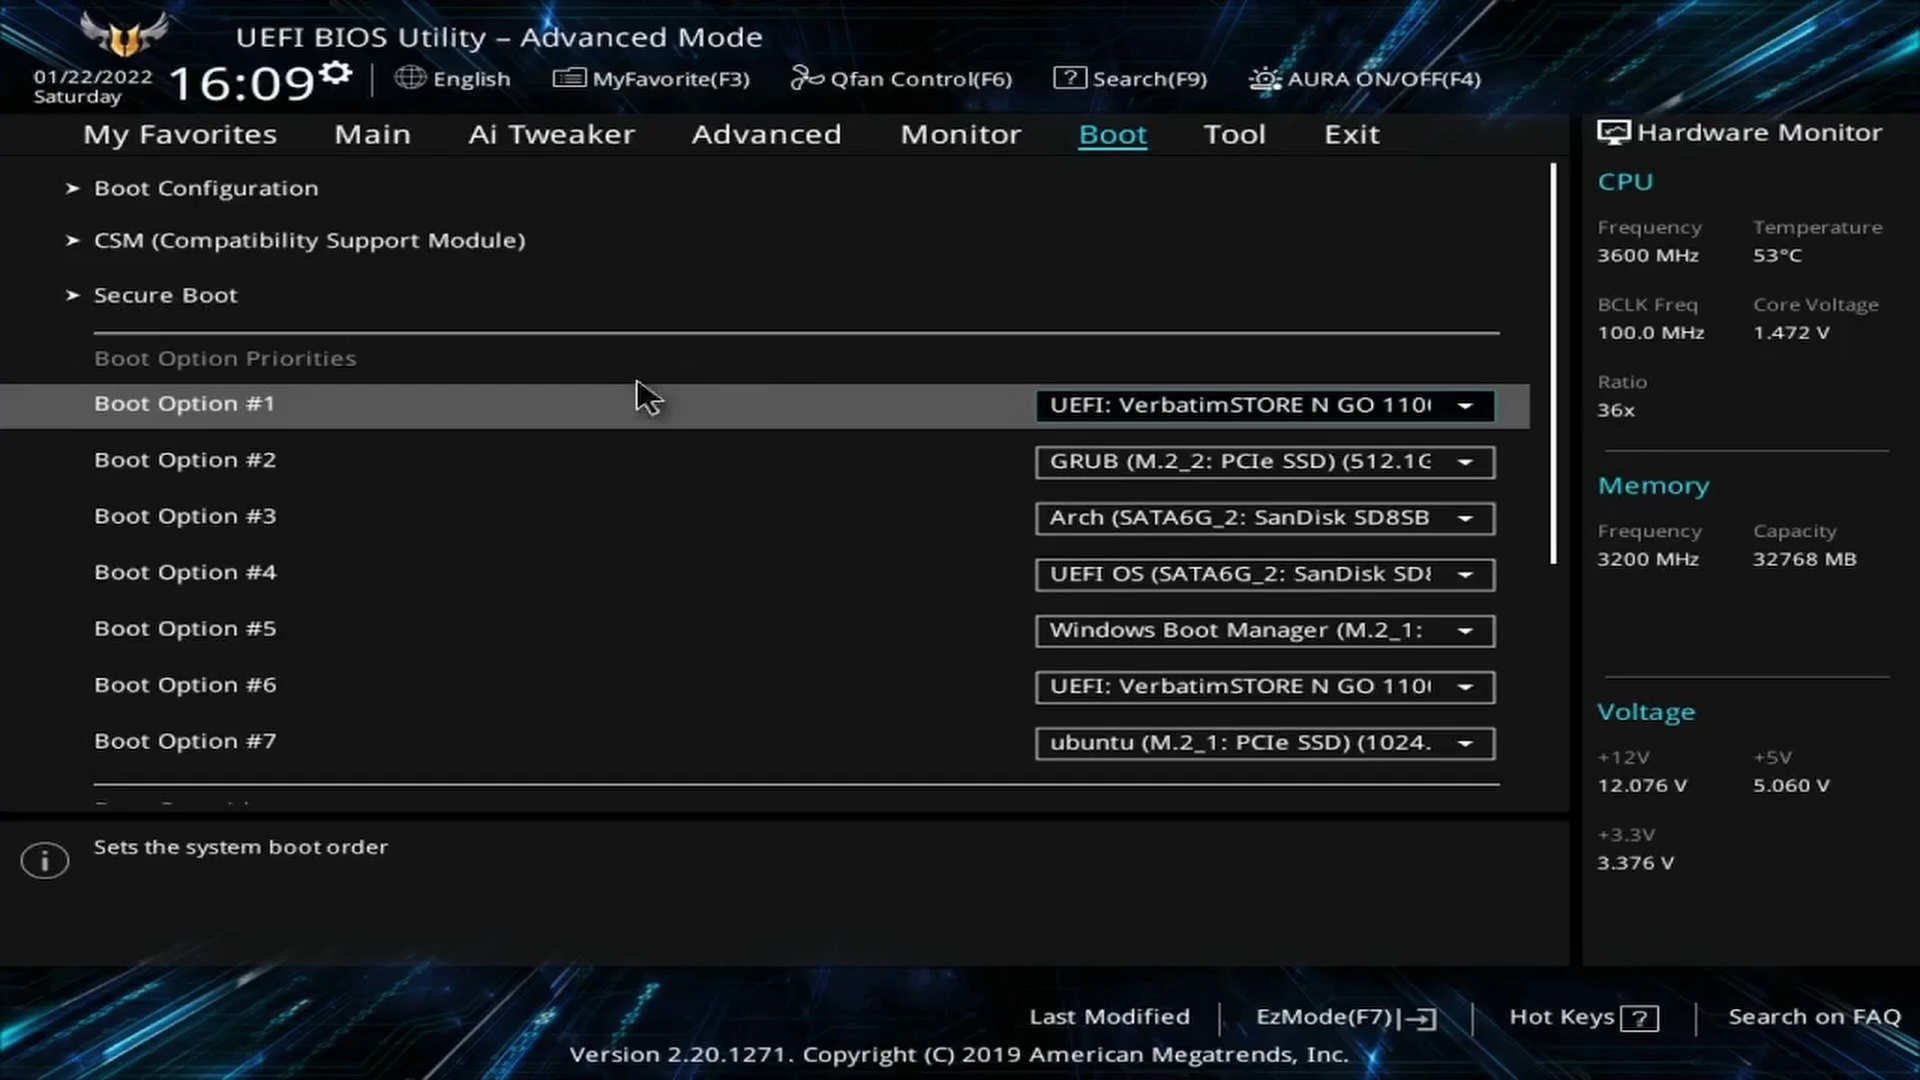 UEFI BIOS Utility – Advanced Mode
01/22/2022
Saturday
16:09
English
MyFavorite(F3)
Qfan Control(F6)
? Search(F9)
AURA ON/OFF(F4)
My Favorites
Main
Ai Tweaker
Advanced
Monitor
Boot
Tool
Exit
Boot Configuration
CSM (Compatibility Support Module)
Secure Boot
Boot Option Priorities
Boot Option #1
UEFI: VerbatimSTORE N GO 110
Boot Option #2
GRUB (M.2_2: PCIe SSD) (512.1G
Boot Option #3
Arch (SATA6G_2: SanDisk SD8SB
Boot Option #4
UEFI OS (SATA6G_2: SanDisk SD
Boot Option #5
Windows Boot Manager (M.2_1:
Boot Option #6
UEFI: VerbatimSTORE N GO 110
Boot Option #7
ubuntu (M.2_1: PCIe SSD) (1024.
i
Sets the system boot order
Hardware Monitor
CPU
Frequency Temperature
3600 MHz 53°C
BCLK Freq Core Voltage
100.0 MHz 1.472 V
Ratio
36x
Memory
Frequency Capacity
3200 MHz 32768 MB
Voltage
+12V +5V
12.076 V 5.060 V
+3.3V
3.376 V
Last Modified
EzMode(F7)
Hot Keys ?
Search on FAQ
Version 2.20.1271. Copyright (C) 2019 American Megatrends, Inc.